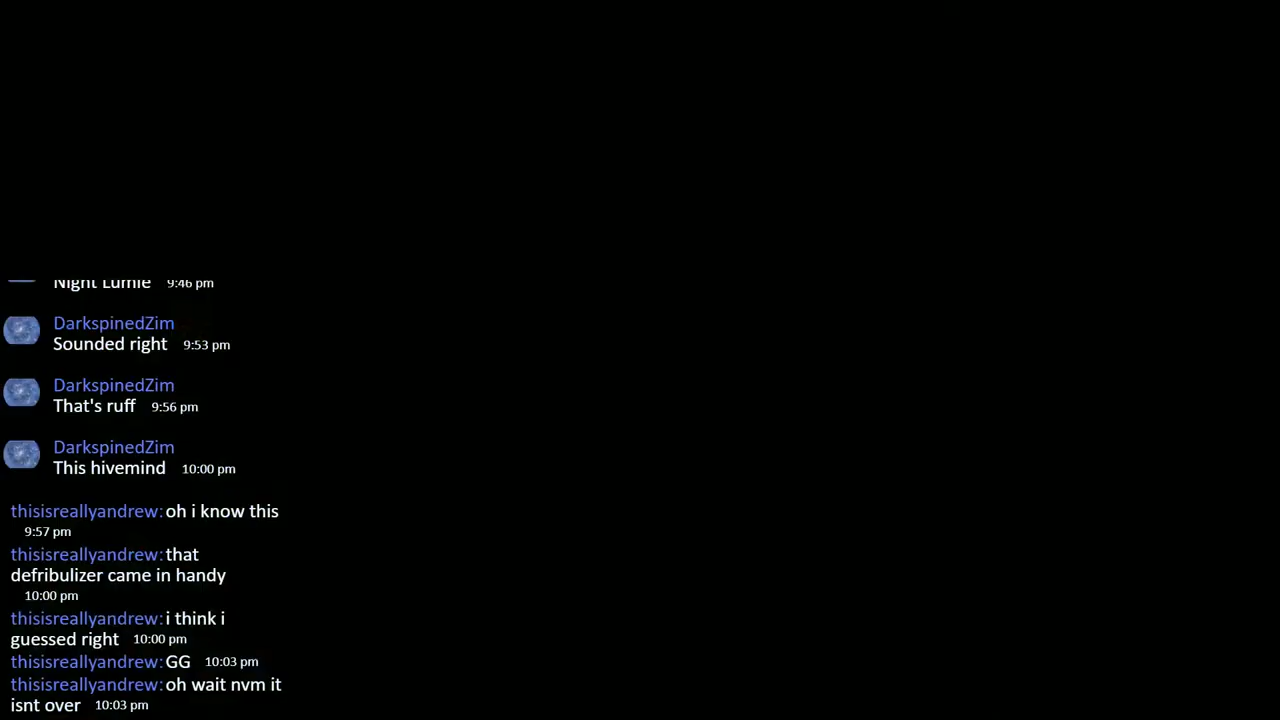 Night Lumie 9:46 pm
DarkspinedZim
Sounded right 9:53 pm
DarkspinedZim
That's ruff 9:56 pm
DarkspinedZim
This hivemind 10:00 pm
thisisreallyandrew: oh i know this
9:57 pm
thisisreallyandrew: that
defribulizer came in handy
10:00 pm
thisisreallyandrew: i think i
guessed right 10:00 pm
thisisreallyandrew: GG 10:03 pm
thisisreallyandrew: oh wait nvm it
isnt over 10:03 pm